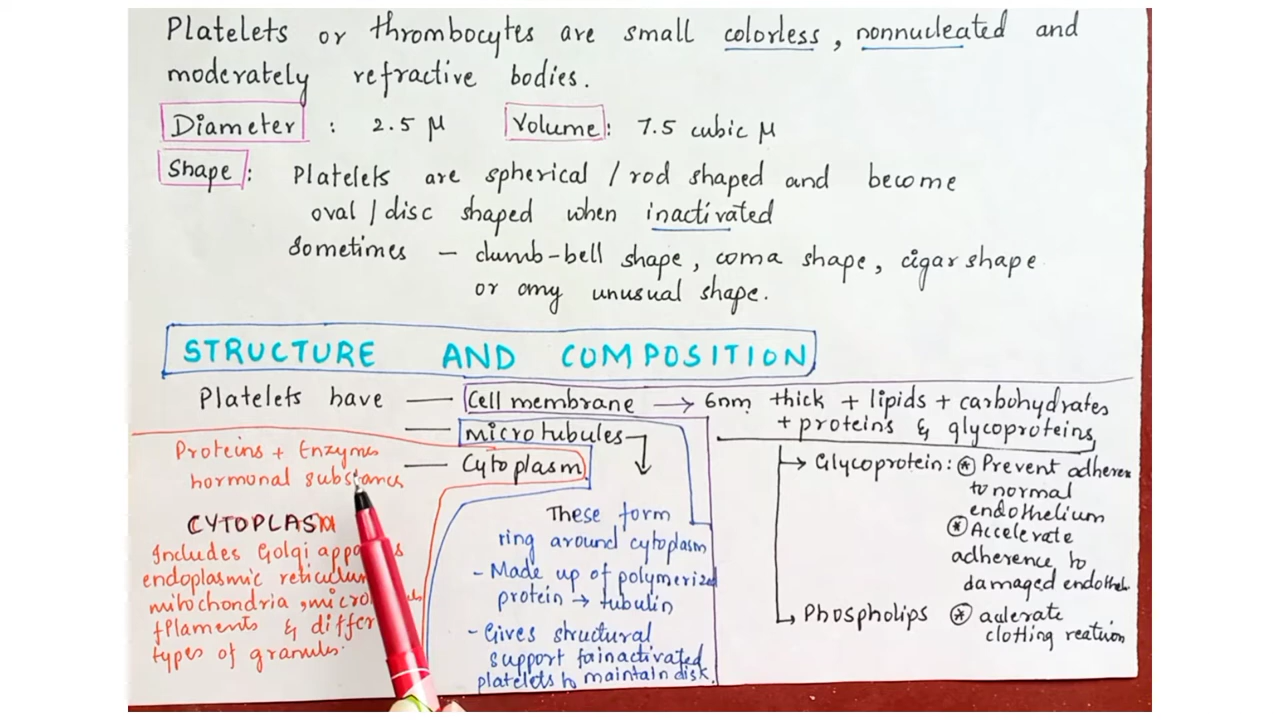 Platelets or thrombocytes are small colorless, nonnucleated and
moderately refractive bodies.
Diameter : 2.5 μ Volume : 7.5 cubic μ
Shape : Platelets are spherical / rod shaped and become
oval / disc shaped when inactivated
Sometimes – dumb-bell shape, coma shape, cigar shape
or any unusual shape.
STRUCTURE AND COMPOSITION
Platelets have — Cell membrane → 6nm thick + lipids + carbohydrates
+ proteins & glycoproteins
— microtubules
— Cytoplasm
Proteins + Enzymes
hormonal substances
CYTOPLASM
Includes Golgi
endoplasmic reticulum
mitochondria,
filaments &
types of granules.
These form
ring around cytoplasm
- Made up of polymerized
protein → tubulin
- Gives structural
support fo inactivated
platelets to maintain disk.
→ Glycoprotein: * Prevent adheren
to normal
endothelium
* Accelerate
adherence to
damaged endothel
→ Phospholips *
clotting